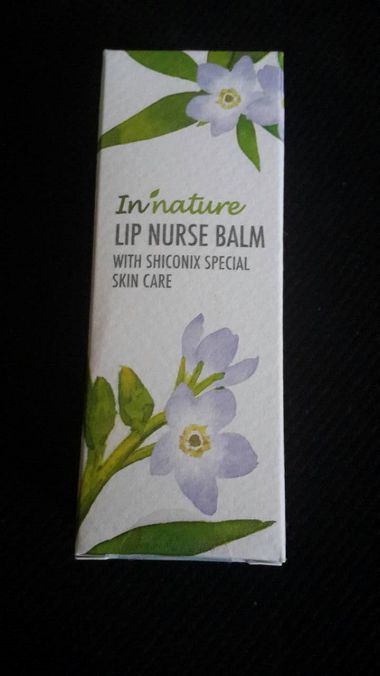 In'nature
LIP NURSE BALM
WITH SHICONIX SPECIAL
SKIN CARE